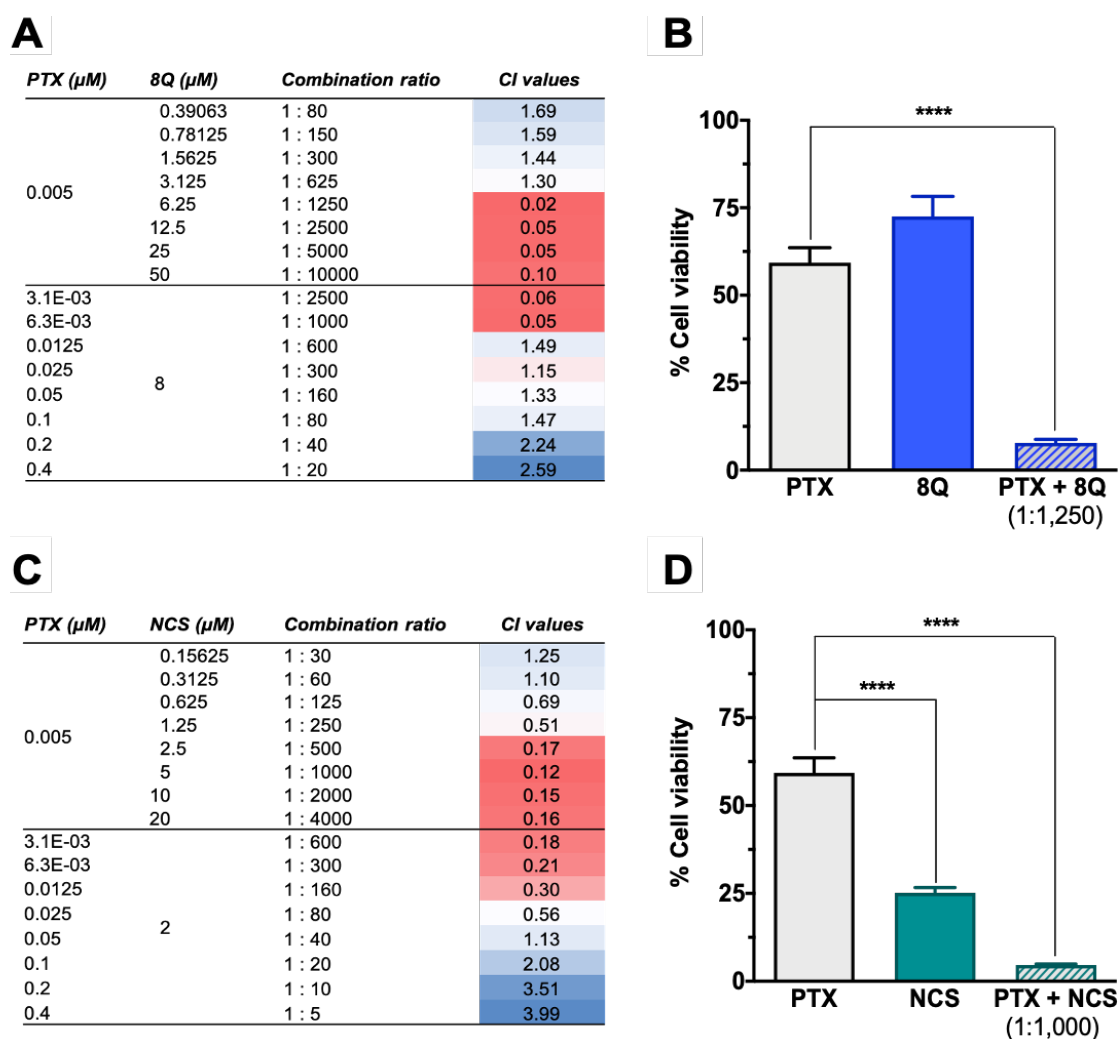 A
PTX (μM) 8Q (μM) Combination ratio CI values
0.39063 1 : 80 1.69
0.78125 1 : 150 1.59
1.5625 1 : 300 1.44
3.125 1 : 625 1.30
0.005
6.25 1 : 1250 0.02
12.5 1 : 2500 0.05
25 1 : 5000 0.05
50 1 : 10000 0.10
3.1E-03 1 : 2500 0.06
6.3E-03 1 : 1000 0.05
0.0125 1 : 600 1.49
0.025 1 : 300 1.15
8
0.05 1 : 160 1.33
0.1 1 : 80 1.47
0.2 1 : 40 2.24
0.4 1 : 20 2.59
B
% Cell viability
100
75
50
25
0
****
PTX 8Q PTX + 8Q
(1:1,250)
C
PTX (μM) NCS (μM) Combination ratio CI values
0.15625 1 : 30 1.25
0.3125 1 : 60 1.10
0.625 1 : 125 0.69
1.25 1 : 250 0.51
0.005
2.5 1 : 500 0.17
5 1 : 1000 0.12
10 1 : 2000 0.15
20 1 : 4000 0.16
3.1E-03 1 : 600 0.18
6.3E-03 1 : 300 0.21
0.0125 1 : 160 0.30
0.025 1 : 80 0.56
2
0.05 1 : 40 1.13
0.1 1 : 20 2.08
0.2 1 : 10 3.51
0.4 1 : 5 3.99
D
% Cell viability
100
75
50
25
0
****
****
PTX NCS PTX + NCS
(1:1,000)